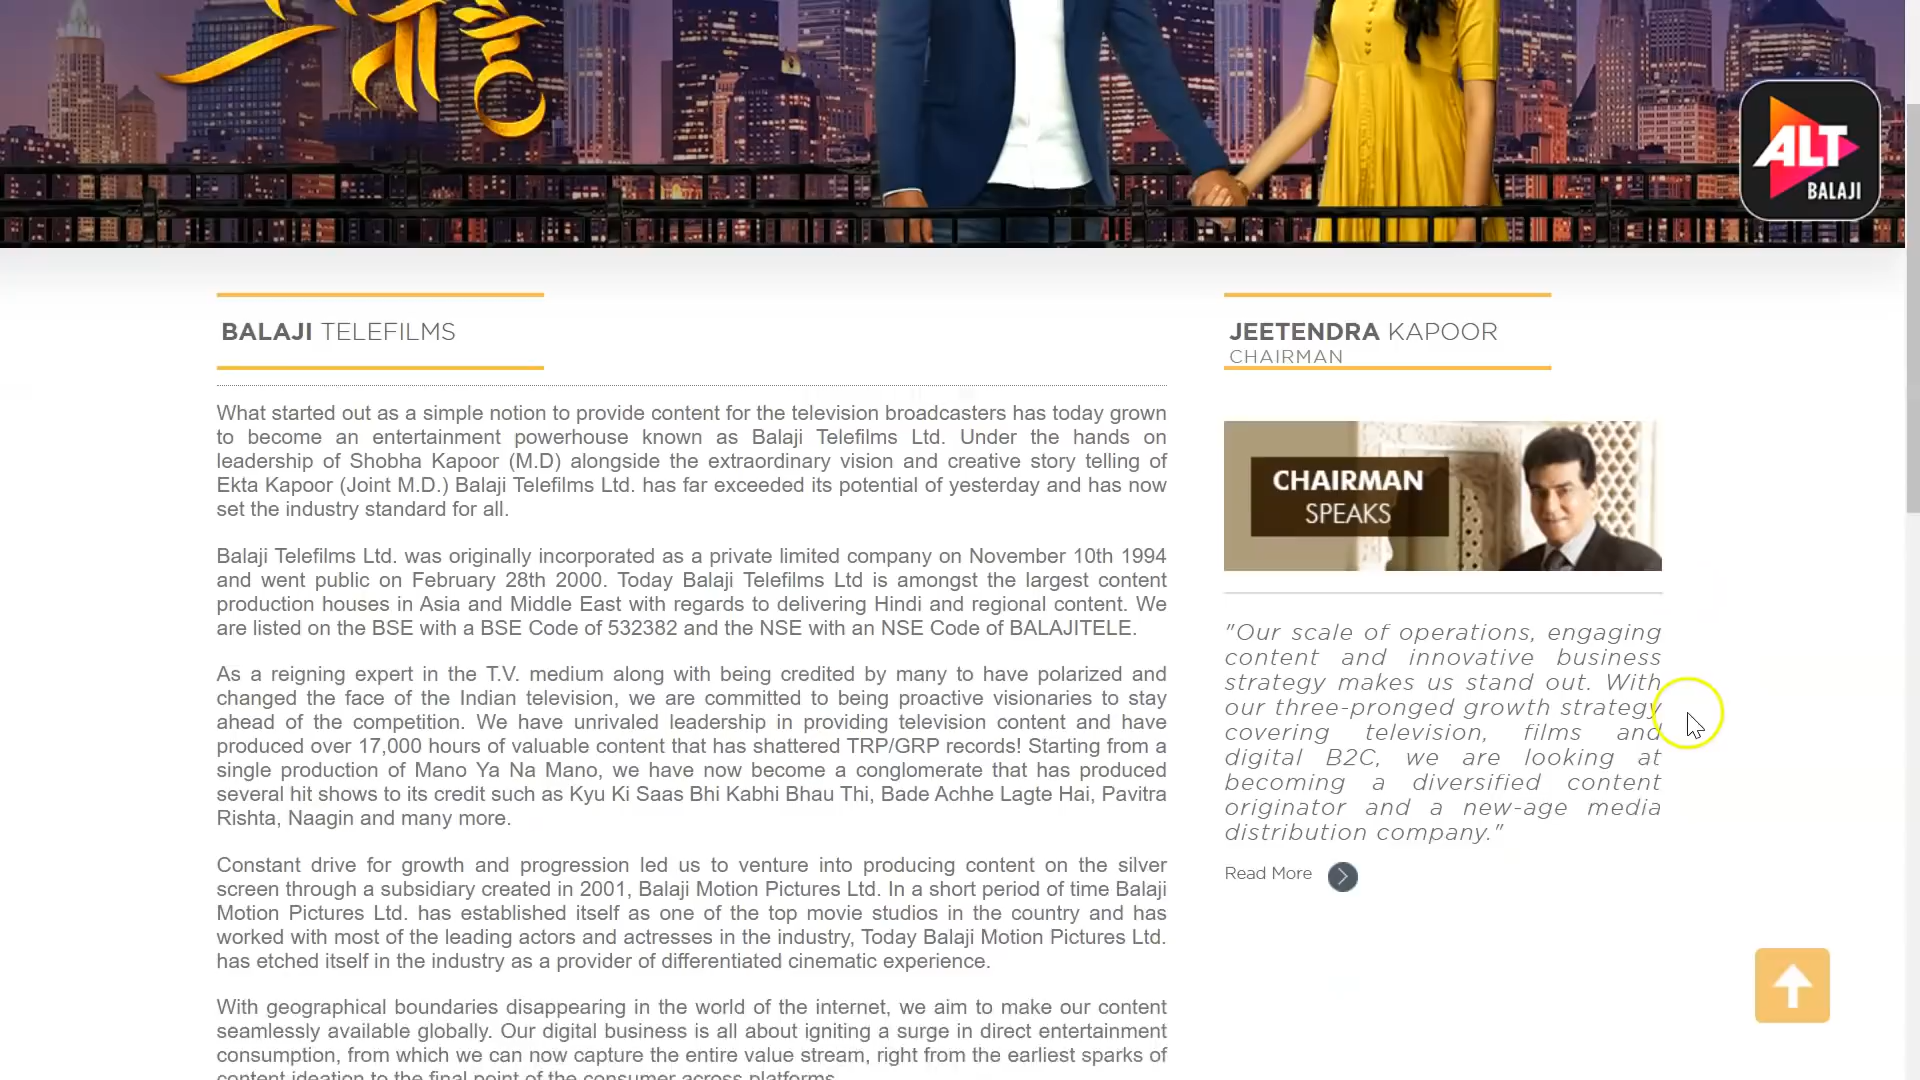 ALT
BALAJI
BALAJI TELEFILMS
What started out as a simple notion to provide content for the television broadcasters has today grown
to become an entertainment powerhouse known as Balaji Telefilms Ltd. Under the hands on
leadership of Shobha Kapoor (M.D) alongside the extraordinary vision and creative story telling of
Ekta Kapoor (Joint M.D.) Balaji Telefilms Ltd. has far exceeded its potential of yesterday and has now
set the industry standard for all.
Balaji Telefilms Ltd. was originally incorporated as a private limited company on November 10th 1994
and went public on February 28th 2000. Today Balaji Telefilms Ltd is amongst the largest content
production houses in Asia and Middle East with regards to delivering Hindi and regional content. We
are listed on the BSE with a BSE Code of 532382 and the NSE with an NSE Code of BALAJITELE.
As a reigning expert in the T.V. medium along with being credited by many to have polarized and
changed the face of the Indian television, we are committed to being proactive visionaries to stay
ahead of the competition. We have unrivaled leadership in providing television content and have
produced over 17,000 hours of valuable content that has shattered TRP/GRP records! Starting from a
single production of Mano Ya Na Mano, we have now become a conglomerate that has produced
several hit shows to its credit such as Kyu Ki Saas Bhi Kabhi Bhau Thi, Bade Achhe Lagte Hai, Pavitra
Rishta, Naagin and many more.
Constant drive for growth and progression led us to venture into producing content on the silver
screen through a subsidiary created in 2001, Balaji Motion Pictures Ltd. In a short period of time Balaji
Motion Pictures Ltd. has established itself as one of the top movie studios in the country and has
worked with most of the leading actors and actresses in the industry, Today Balaji Motion Pictures Ltd.
has etched itself in the industry as a provider of differentiated cinematic experience.
With geographical boundaries disappearing in the world of the internet, we aim to make our content
seamlessly available globally. Our digital business is all about igniting a surge in direct entertainment
consumption, from which we can now capture the entire value stream, right from the earliest sparks of
content ideation to the final point of the consumer across platforms.
JEETENDRA KAPOOR
CHAIRMAN
CHAIRMAN
SPEAKS
"Our scale of operations, engaging
content and innovative business
strategy makes us stand out. With
our three-pronged growth strategy
covering television, films and
digital B2C, we are looking at
becoming a diversified content
originator and a new-age media
distribution company."
Read More